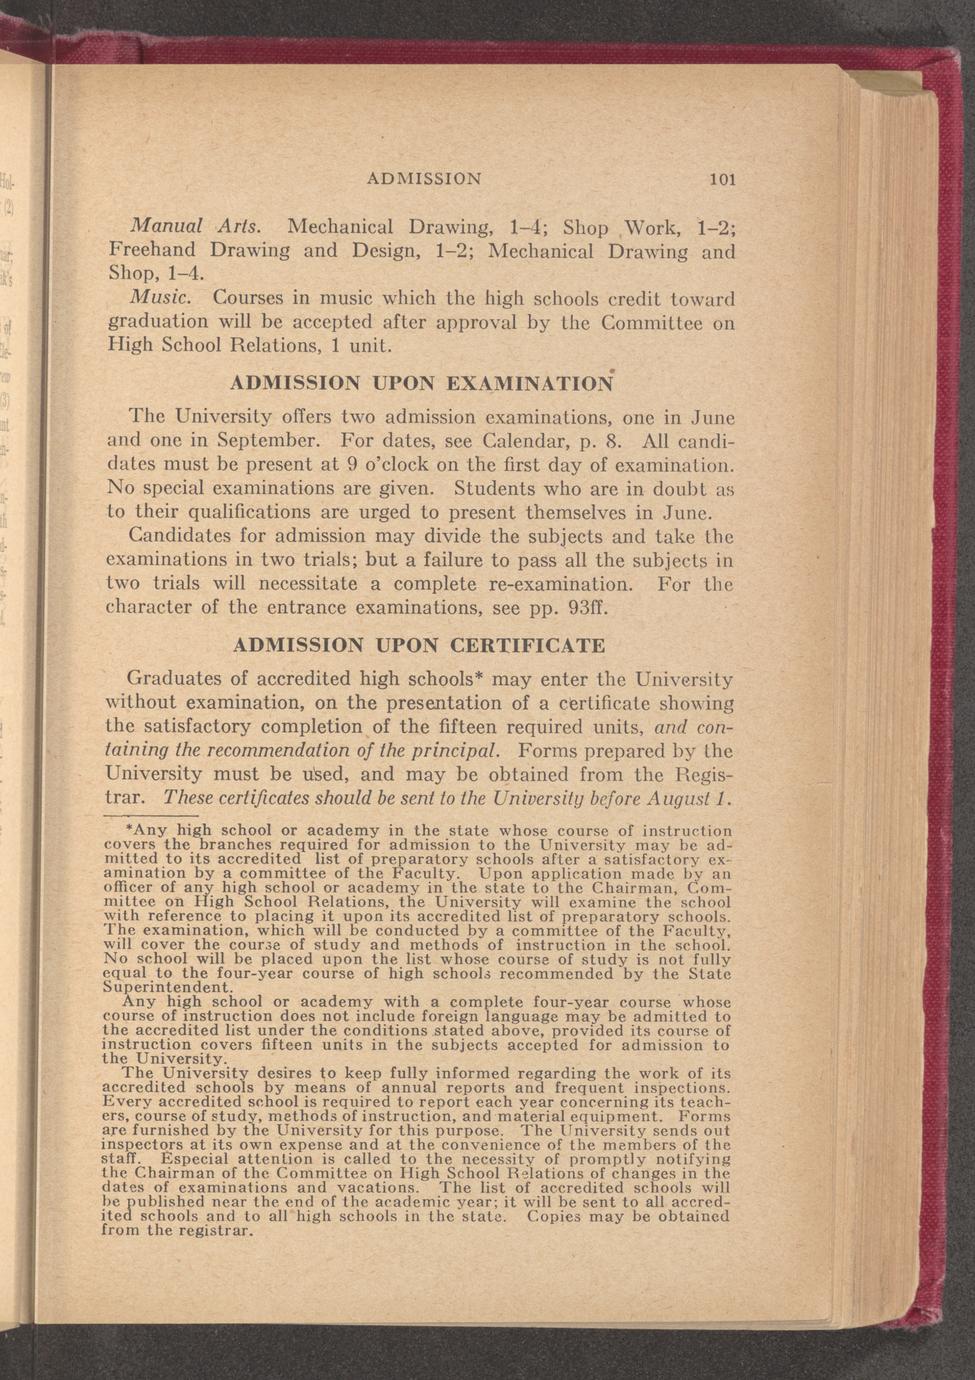 ADMISSION 101
Manual Arts. Mechanical Drawing, 1–4; Shop Work, 1–2;
Freehand Drawing and Design, 1–2; Mechanical Drawing and
Shop, 1–4.
Music. Courses in music which the high schools credit toward
graduation will be accepted after approval by the Committee on
High School Relations, 1 unit.
ADMISSION UPON EXAMINATION
The University offers two admission examinations, one in June
and one in September. For dates, see Calendar, p. 8. All candi-
dates must be present at 9 o'clock on the first day of examination.
No special examinations are given. Students who are in doubt as
to their qualifications are urged to present themselves in June.
Candidates for admission may divide the subjects and take the
examinations in two trials; but a failure to pass all the subjects in
two trials will necessitate a complete re-examination. For the
character of the entrance examinations, see pp. 93ff.
ADMISSION UPON CERTIFICATE
Graduates of accredited high schools* may enter the University
without examination, on the presentation of a certificate showing
the satisfactory completion of the fifteen required units, and con-
taining the recommendation of the principal. Forms prepared by the
University must be used, and may be obtained from the Regis-
trar. These certificates should be sent to the University before August 1.
*Any high school or academy in the state whose course of instruction
covers the branches required for admission to the University may be ad-
mitted to its accredited list of preparatory schools after a satisfactory ex-
amination by a committee of the Faculty. Upon application made by an
officer of any high school or academy in the state to the Chairman, Com-
mittee on High School Relations, the University will examine the school
with reference to placing it upon its accredited list of preparatory schools.
The examination, which will be conducted by a committee of the Faculty,
will cover the course of study and methods of instruction in the school.
No school will be placed upon the list whose course of study is not fully
equal to the four-year course of high schools recommended by the State
Superintendent.
Any high school or academy with a complete four-year course whose
course of instruction does not include foreign language may be admitted to
the accredited list under the conditions stated above, provided its course of
instruction covers fifteen units in the subjects accepted for admission to
the University.
The University desires to keep fully informed regarding the work of its
accredited schools by means of annual reports and frequent inspections.
Every accredited school is required to report each year concerning its teach-
ers, course of study, methods of instruction, and material equipment. Forms
are furnished by the University for this purpose. The University sends out
inspectors at its own expense and at the convenience of the members of the
staff. Especial attention is called to the necessity of promptly notifying
the Chairman of the Committee on High School Relations of changes in the
dates of examinations and vacations. The list of accredited schools will
be published near the end of the academic year; it will be sent to all accred-
ited schools and to all high schools in the state. Copies may be obtained
from the registrar.